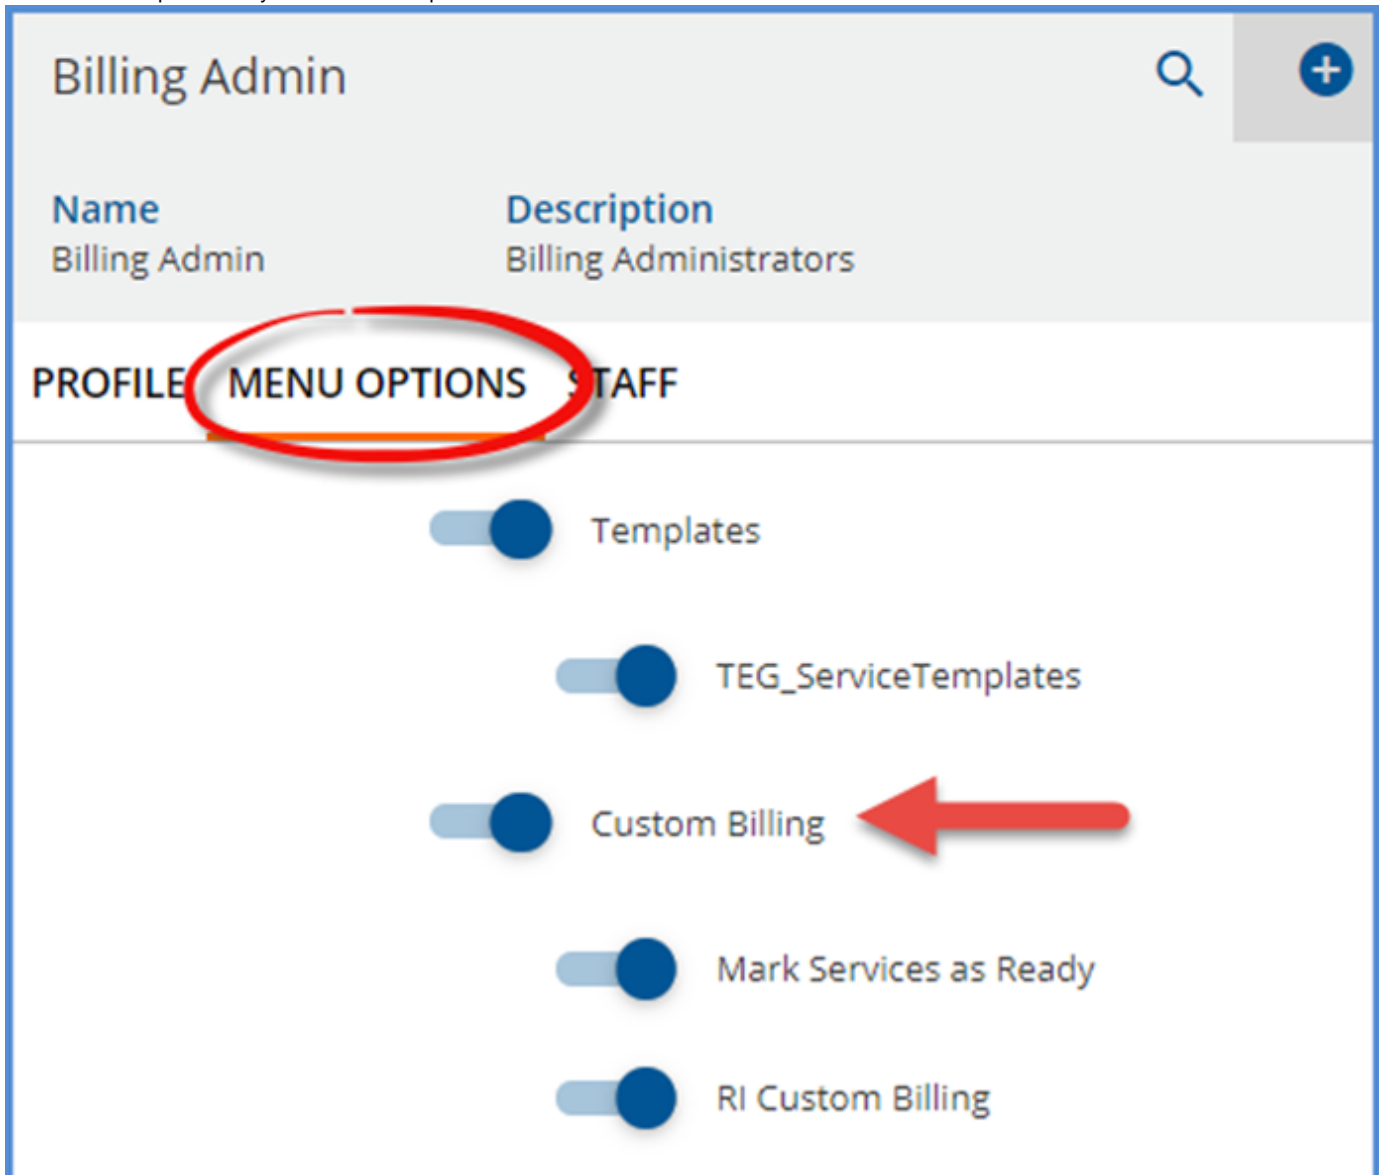 Billing Admin
Name Description
Billing Admin Billing Administrators
PROFILE MENU OPTIONS STAFF
Templates
TEG_ServiceTemplates
Custom Billing
Mark Services as Ready
RI Custom Billing